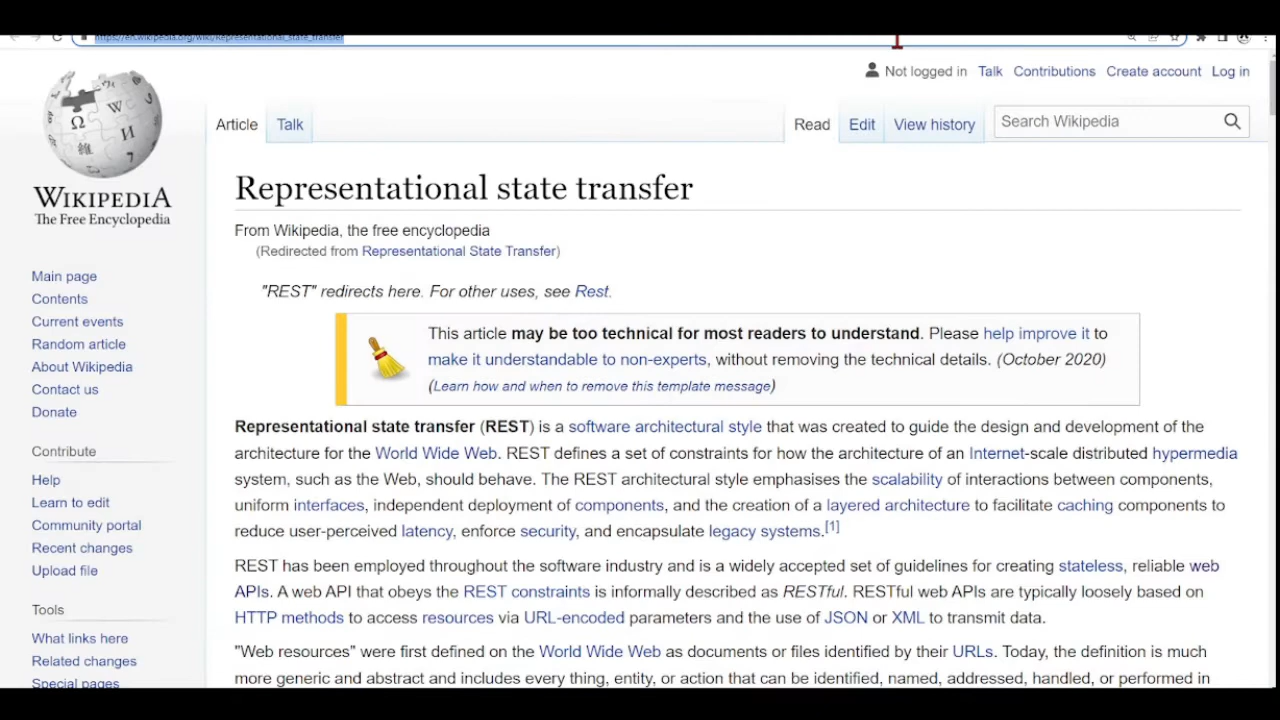 https://en.wikipedia.org/wiki/Representational_state_transfer
Not logged in Talk Contributions Create account Log in
Article Talk Read Edit View history Search Wikipedia
WIKIPEDIA
The Free Encyclopedia
Main page
Contents
Current events
Random article
About Wikipedia
Contact us
Donate
Contribute
Help
Learn to edit
Community portal
Recent changes
Upload file
Tools
What links here
Related changes
Special pages
Representational state transfer
From Wikipedia, the free encyclopedia
(Redirected from Representational State Transfer)
"REST" redirects here. For other uses, see Rest.
This article may be too technical for most readers to understand. Please help improve it to
make it understandable to non-experts, without removing the technical details. (October 2020)
(Learn how and when to remove this template message)
Representational state transfer (REST) is a software architectural style that was created to guide the design and development of the
architecture for the World Wide Web. REST defines a set of constraints for how the architecture of an Internet-scale distributed hypermedia
system, such as the Web, should behave. The REST architectural style emphasises the scalability of interactions between components,
uniform interfaces, independent deployment of components, and the creation of a layered architecture to facilitate caching components to
reduce user-perceived latency, enforce security, and encapsulate legacy systems.[1]
REST has been employed throughout the software industry and is a widely accepted set of guidelines for creating stateless, reliable web
APIs. A web API that obeys the REST constraints is informally described as RESTful. RESTful web APIs are typically loosely based on
HTTP methods to access resources via URL-encoded parameters and the use of JSON or XML to transmit data.
"Web resources" were first defined on the World Wide Web as documents or files identified by their URLs. Today, the definition is much
more generic and abstract and includes every thing, entity, or action that can be identified, named, addressed, handled, or performed in